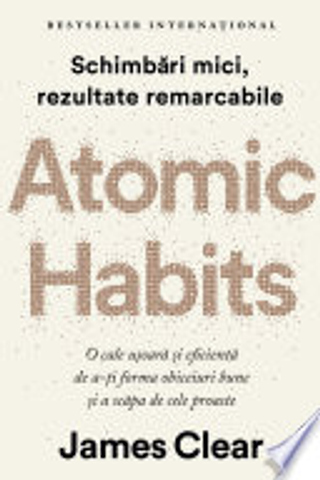 BESTSELLER INTERNAȚIONAL
Schimbări mici,
rezultate remarcabile
Atomic
Habits
O cale ușoară și eficientă
de a-ți forma obiceiuri bune
și a scăpa de cele proaste
James Clear